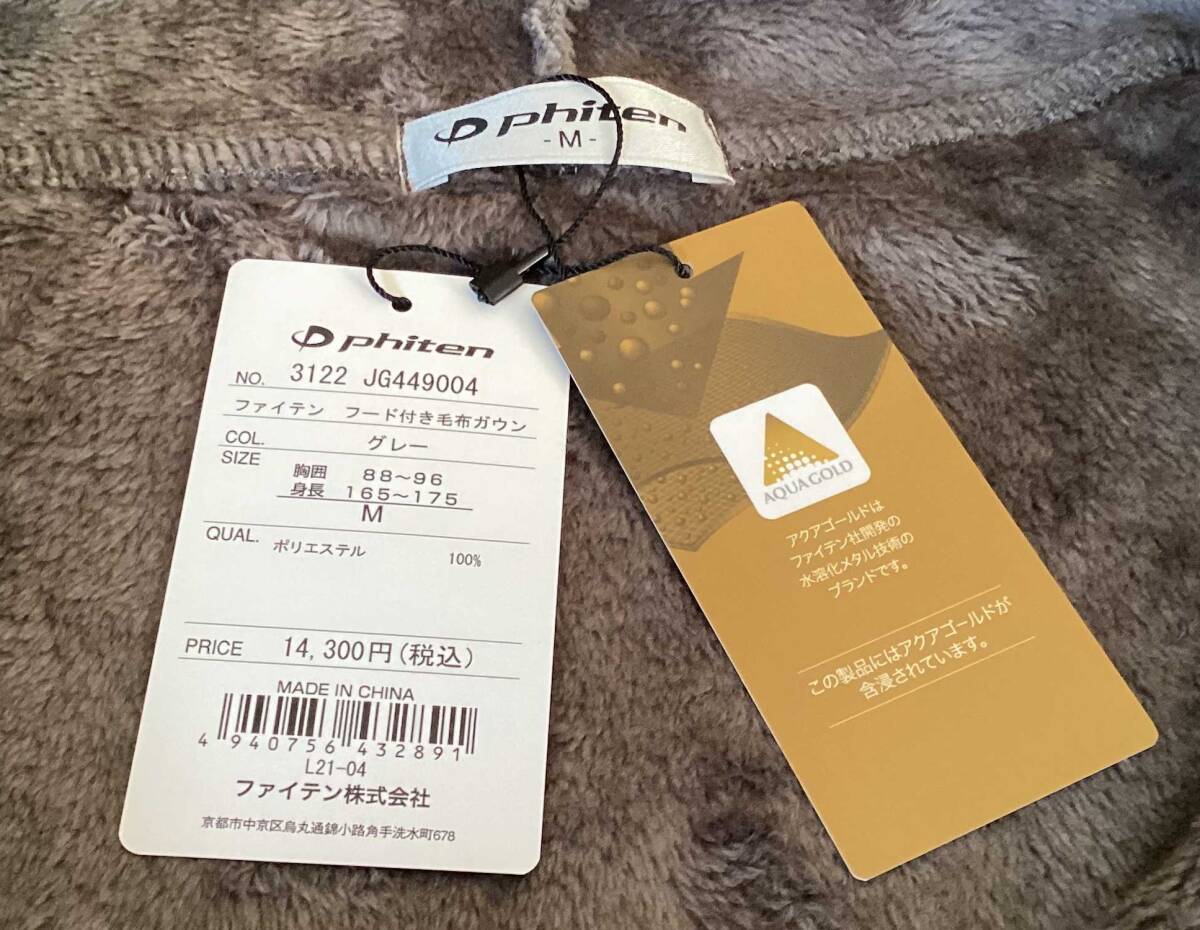 phiten
- M -
phiten
NO. 3122 JG449004
ファイテン フード付き毛布ガウン
COL. グレー
SIZE
胸囲 88～96
身長 165～175
M
QUAL. ポリエステル 100%
PRICE 14,300円(税込)
MADE IN CHINA
4 940756 432891
L21-04
ファイテン株式会社
京都市中京区烏丸通錦小路角手洗水町678
AQUAGOLD
アクアゴールドは
ファイテン社開発の
水溶化メタル技術の
ブランドです。
この製品にはアクアゴールドが
含浸されています。